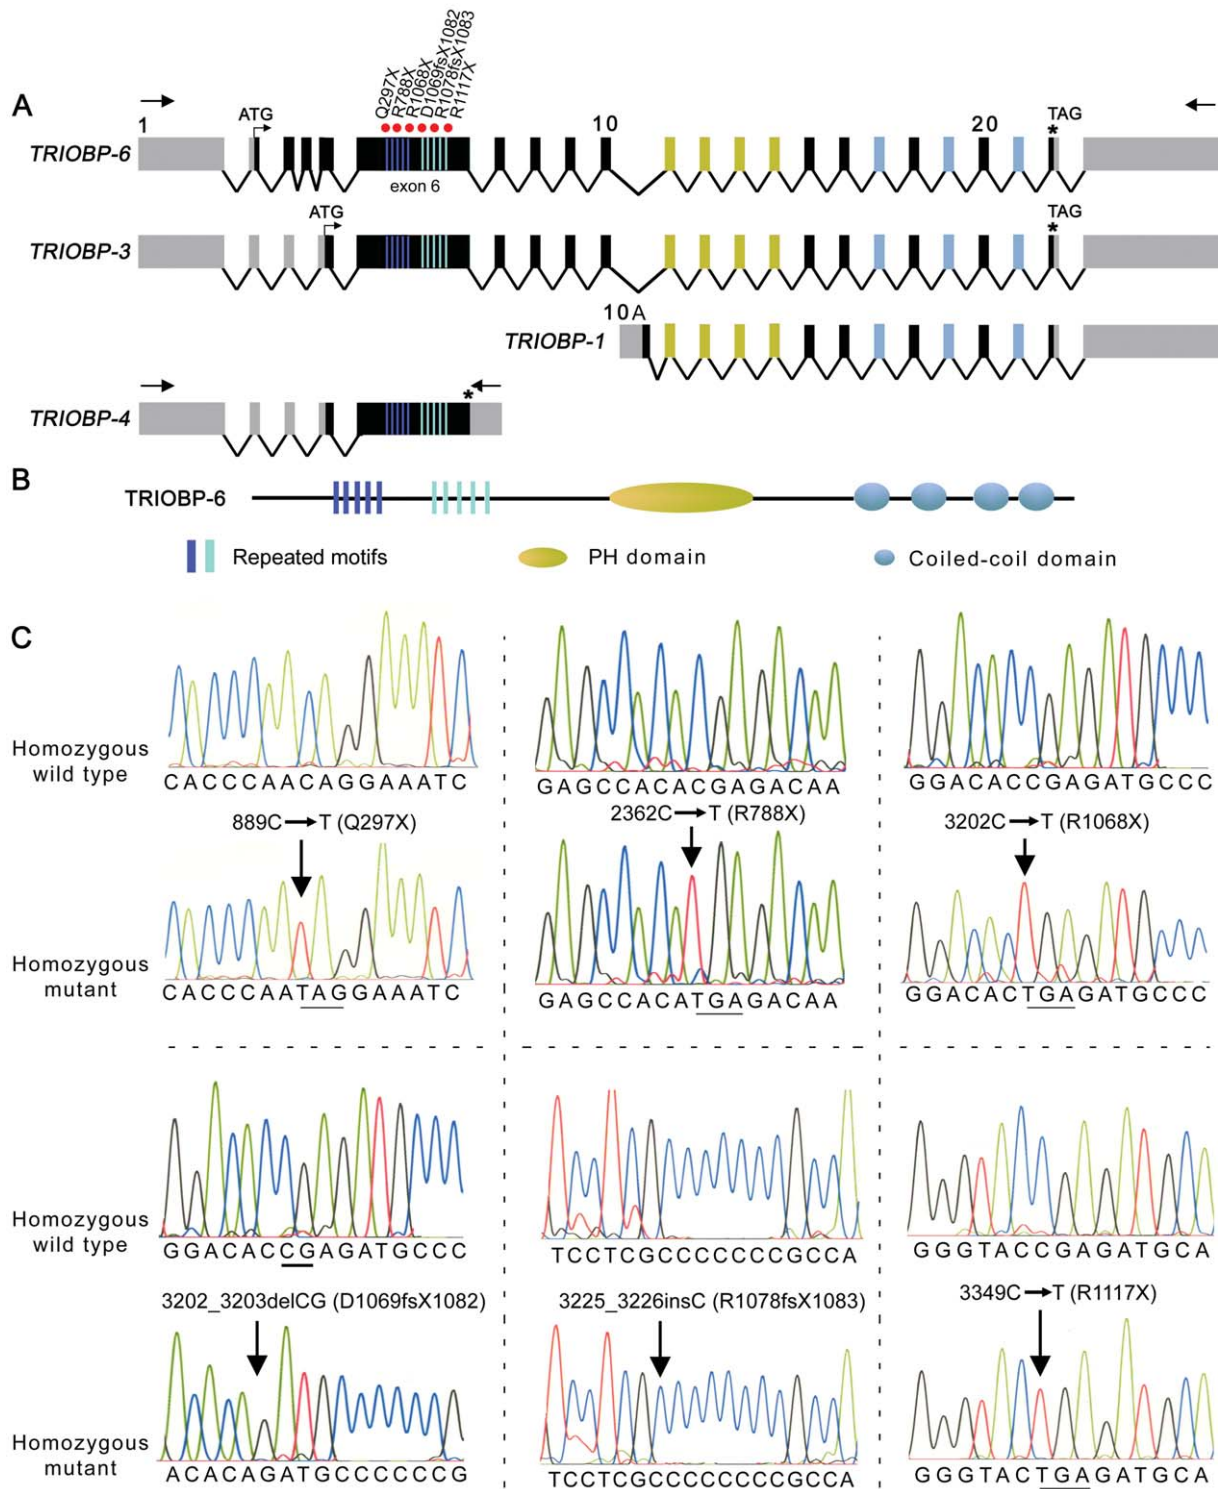 A
Q297X
R788X
R1068X
D1069fsX1082
R1078fsX1083
R1117X
1
ATG
10
20
TAG
*
TRIOBP-6
exon 6
ATG
TAG
*
TRIOBP-3
10A
TRIOBP-1
*
TRIOBP-4
B
TRIOBP-6
Repeated motifs
PH domain
Coiled-coil domain
C
Homozygous
wild type
CACCCAACAGGAAATC
GAGCCACACGAGACAA
GGACACCGAGATGCCC
889C→T (Q297X)
2362C→T (R788X)
3202C→T (R1068X)
Homozygous
mutant
CACCCAATAGGAAATC
GAGCCACATGAGACAA
GGACACTGAGATGCCC
Homozygous
wild type
GGACACCGAGATGCCC
TCCTCGCCCCCCCGCCA
GGGTACCGAGATGCA
3202_3203delCG (D1069fsX1082)
3225_3226insC (R1078fsX1083)
3349C→T (R1117X)
Homozygous
mutant
ACACAGATGCCCCCCG
TCCTCGCCCCCCCCGCCA
GGGTACTGAGATGCA